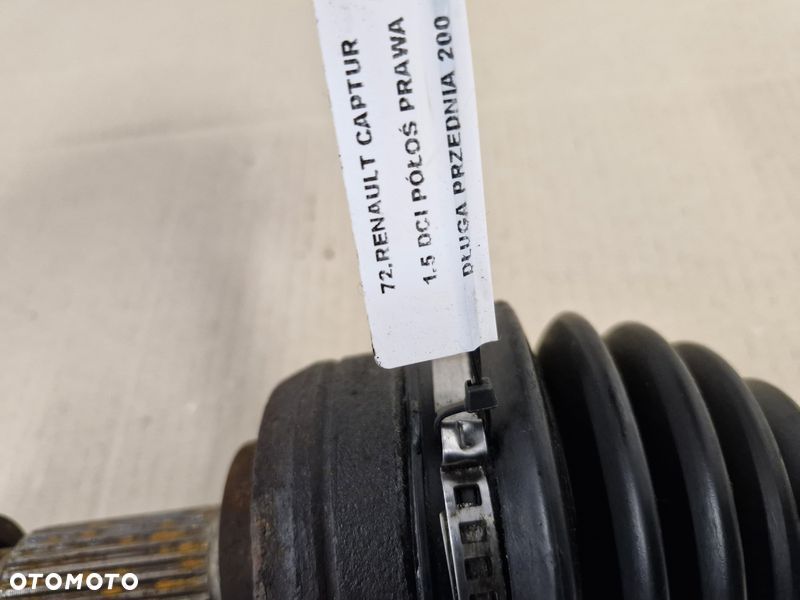 72.RENAULT CAPTUR
1.5 DCI PÓŁOŚ PRAWA
DŁUGA PRZEDNIA 200
OTOMOTO